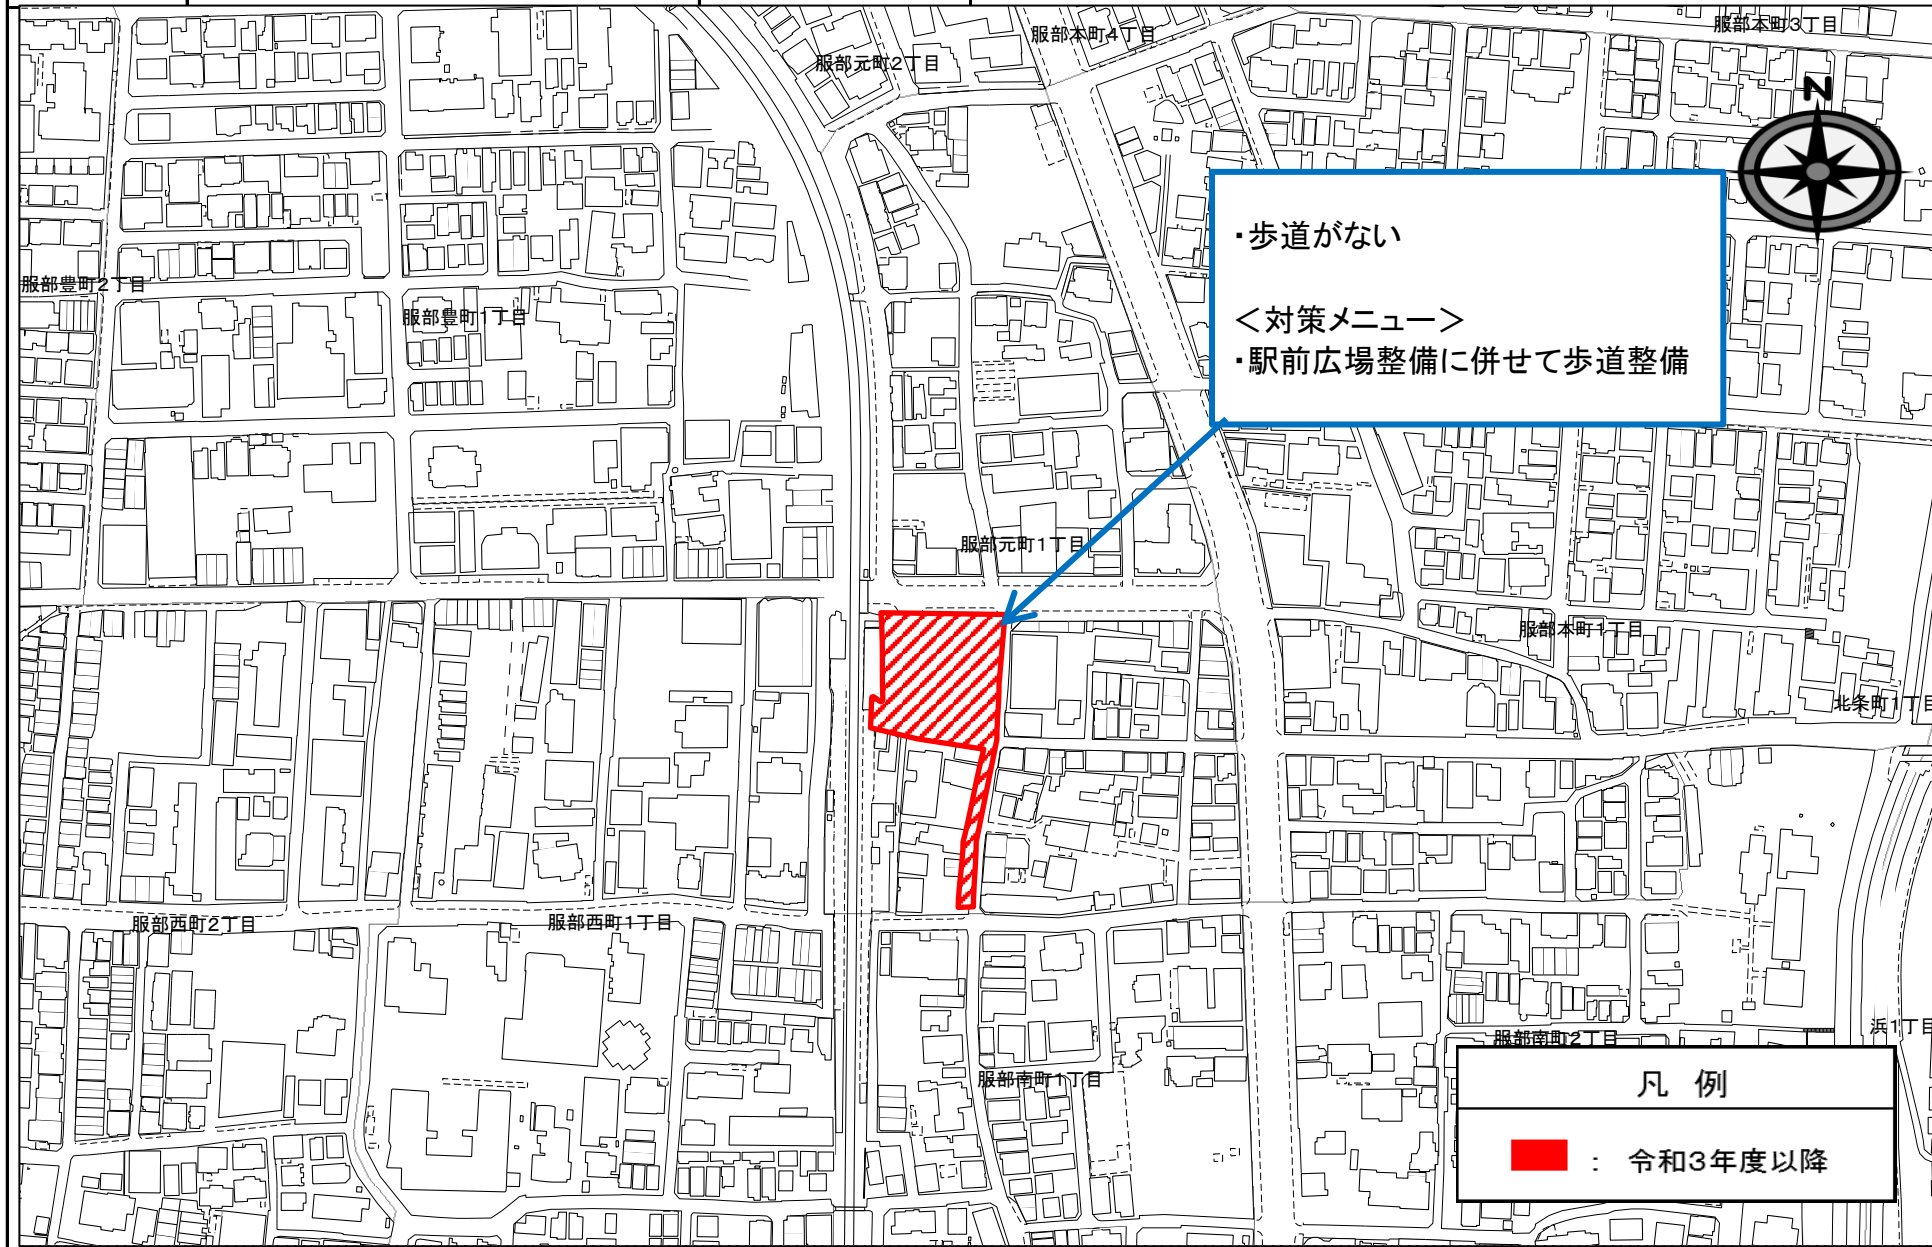 服部本町3丁目
服部本町4丁目
服部元町2丁目
N
・歩道がない
<対策メニュー>
・駅前広場整備に併せて歩道整備
服部豊町2丁目
服部豊町1丁目
服部元町1丁目
服部本町1丁目
北条町1丁目
服部西町2丁目
服部西町1丁目
浜1丁目
服部南町2丁目
服部南町1丁目
凡 例
： 令和3年度以降